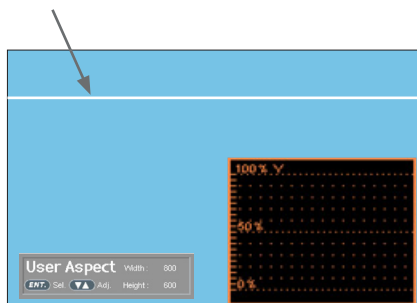 100% Y
50%
0%
User Aspect Width : 800
ENT. Sel. ▼▲ Adj. Height : 600